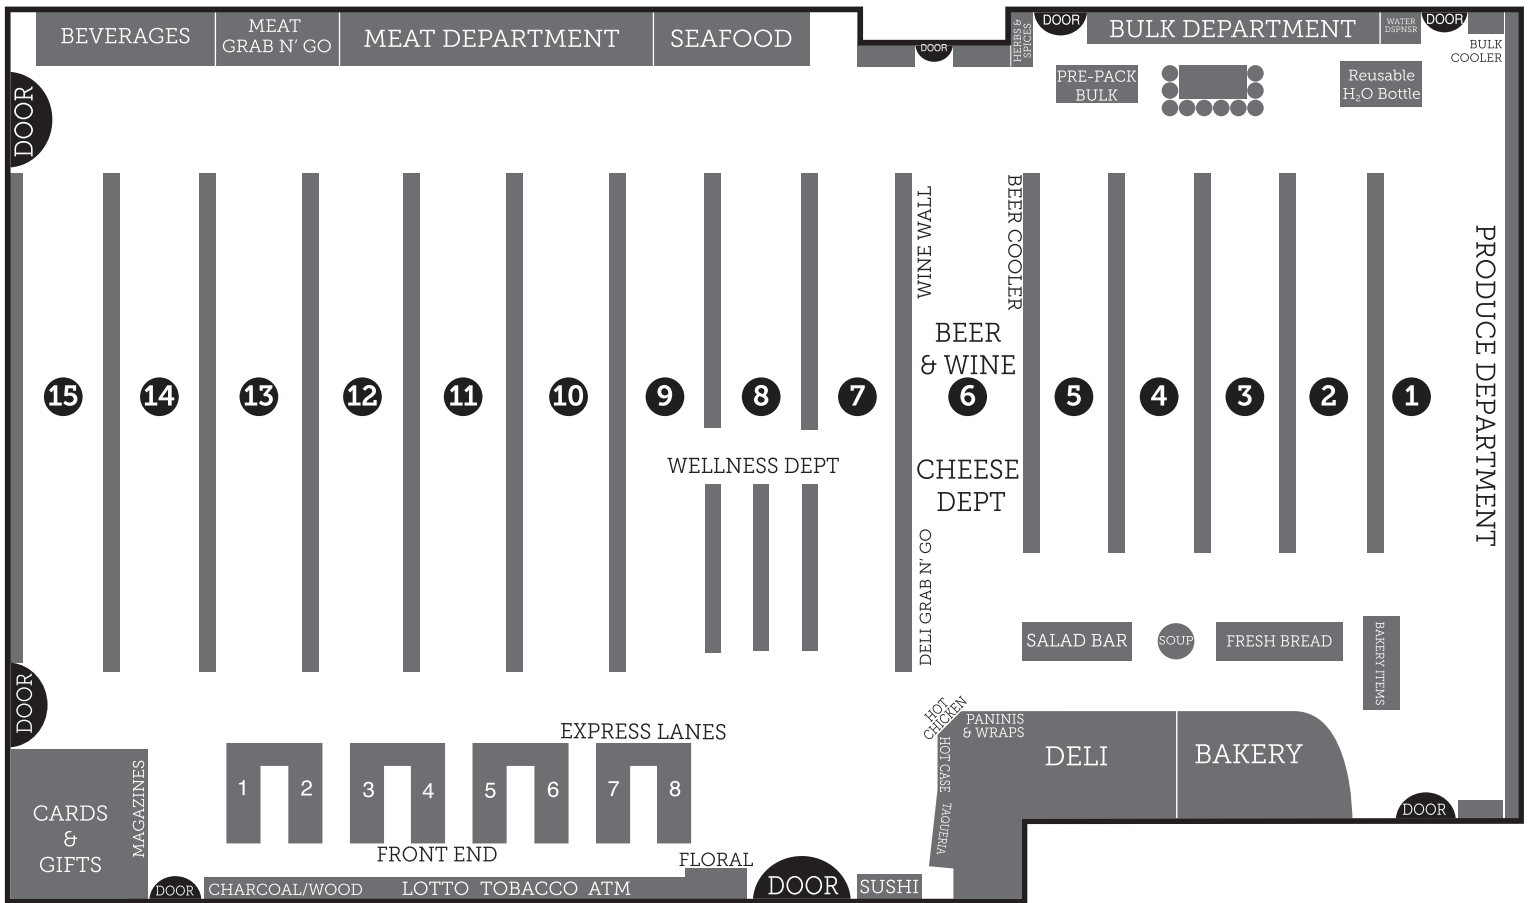 BEVERAGES
MEAT
GRAB N' GO
MEAT DEPARTMENT
SEAFOOD
DOOR
HERBS &
SPICES
DOOR
BULK DEPARTMENT
WATER
DSPNSR
DOOR
BULK
COOLER
PRE-PACK
BULK
Reusable
H₂O Bottle
DOOR
WINE WALL
BEER COOLER
BEER
& WINE
PRODUCE DEPARTMENT
15
14
13
12
11
10
9
8
7
6
5
4
3
2
1
WELLNESS DEPT
CHEESE
DEPT
DELI GRAB N' GO
SALAD BAR
SOUP
FRESH BREAD
BAKERY ITEMS
DOOR
EXPRESS LANES
HOT
CHICKEN
PANINIS
& WRAPS
HOT CASE
TAQUERIA
DELI
BAKERY
DOOR
CARDS
&
GIFTS
MAGAZINES
1
2
3
4
5
6
7
8
FRONT END
FLORAL
DOOR
CHARCOAL/WOOD
LOTTO TOBACCO ATM
DOOR
SUSHI